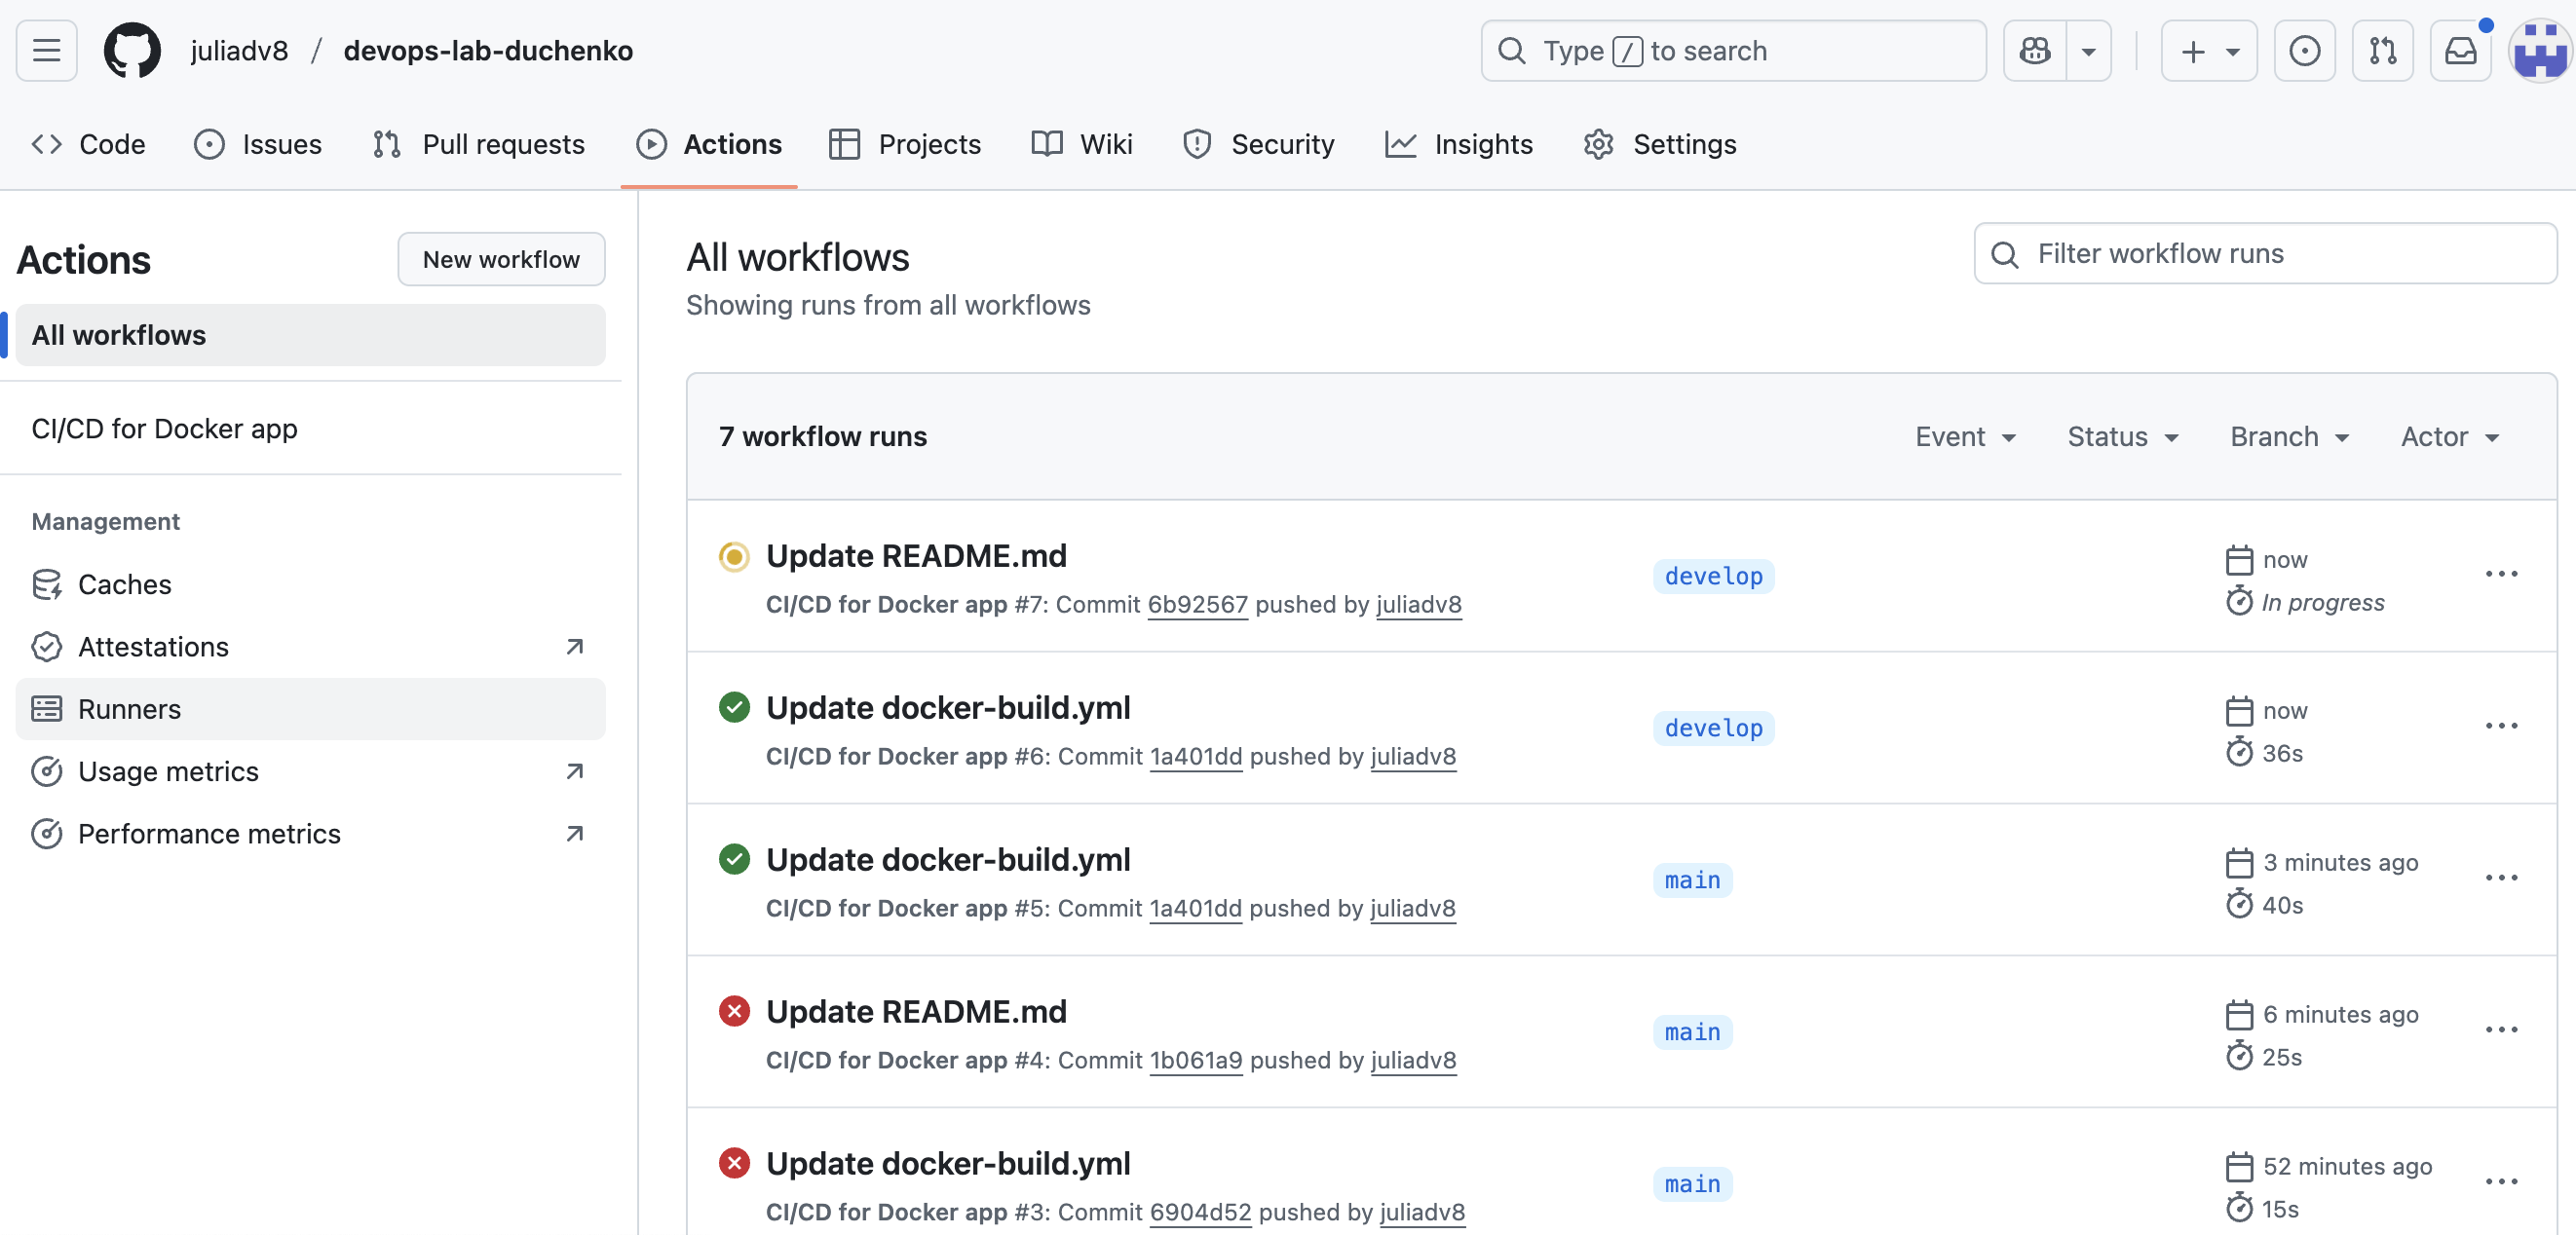 juliadv8 / devops-lab-duchenko
Type / to search
Code
Issues
Pull requests
Actions
Projects
Wiki
Security
Insights
Settings
Actions
New workflow
All workflows
CI/CD for Docker app
Management
Caches
Attestations
Runners
Usage metrics
Performance metrics
All workflows
Showing runs from all workflows
Filter workflow runs
7 workflow runs
Event
Status
Branch
Actor
Update README.md
CI/CD for Docker app #7: Commit 6b92567 pushed by juliadv8
develop
now
In progress
Update docker-build.yml
CI/CD for Docker app #6: Commit 1a401dd pushed by juliadv8
develop
now
36s
Update docker-build.yml
CI/CD for Docker app #5: Commit 1a401dd pushed by juliadv8
main
3 minutes ago
40s
Update README.md
CI/CD for Docker app #4: Commit 1b061a9 pushed by juliadv8
main
6 minutes ago
25s
Update docker-build.yml
CI/CD for Docker app #3: Commit 6904d52 pushed by juliadv8
main
52 minutes ago
15s